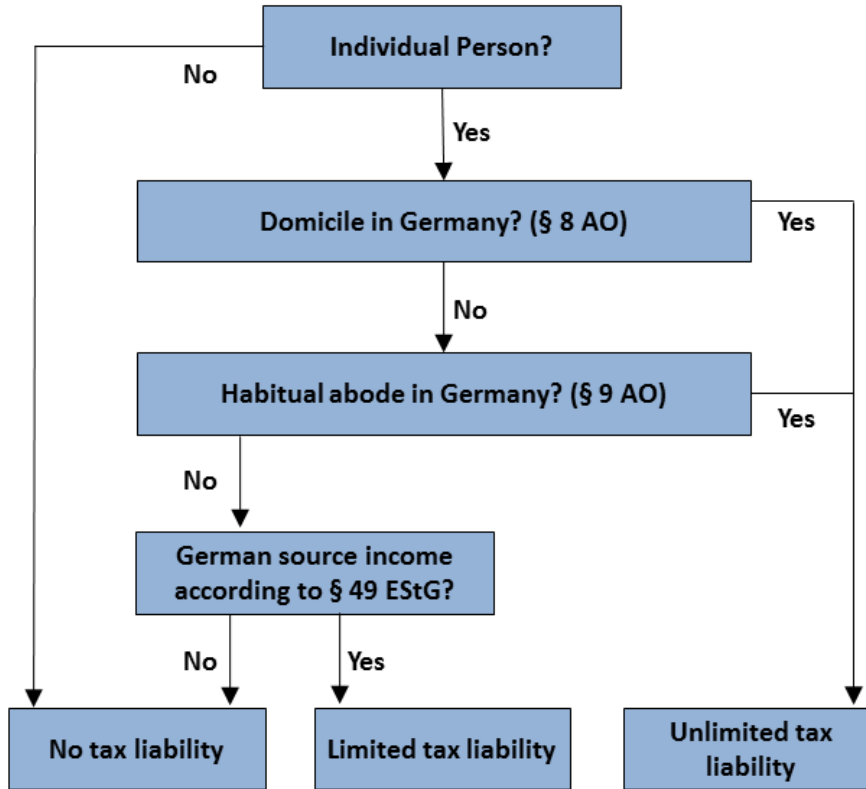 Individual Person?
No
Yes
Domicile in Germany? (§ 8 AO)
Yes
No
Habitual abode in Germany? (§ 9 AO)
Yes
No
German source income
according to § 49 EStG?
No
Yes
No tax liability
Limited tax liability
Unlimited tax
liability